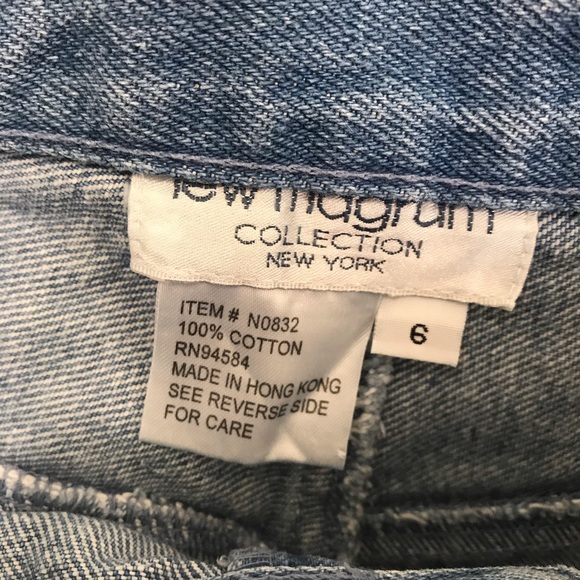 lew magram
COLLECTION
NEW YORK
6
ITEM # N0832
100% COTTON
RN94584
MADE IN HONG KONG
SEE REVERSE SIDE
FOR CARE